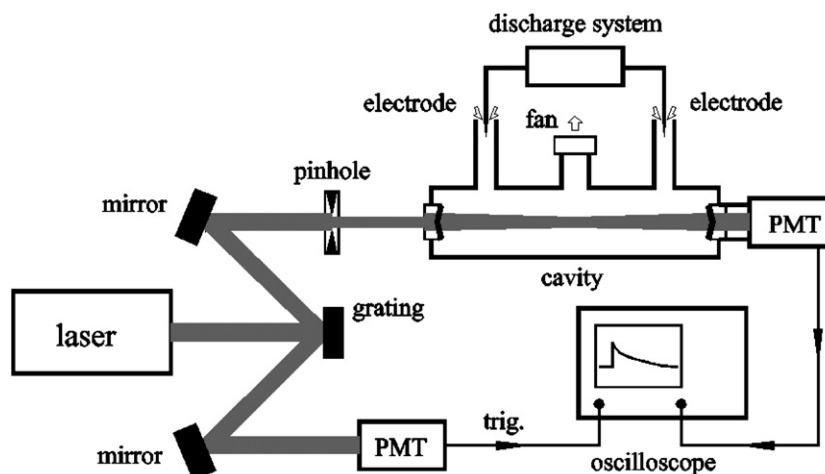 discharge system
electrode
fan
electrode
pinhole
mirror
PMT
cavity
grating
laser
mirror
PMT
trig.
oscilloscope